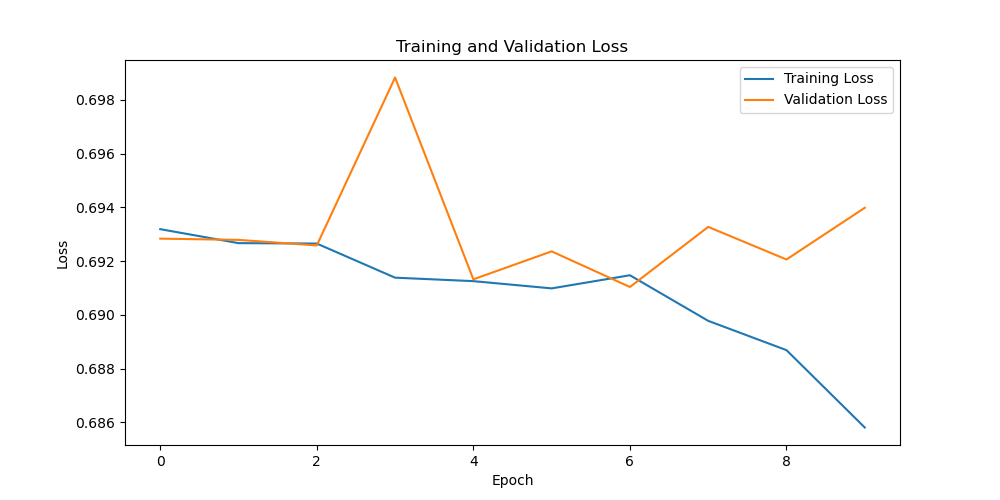 Training and Validation Loss
Training Loss
Validation Loss
0.698
0.696
0.694
0.692
0.690
0.688
0.686
Loss
0 2 4 6 8
Epoch